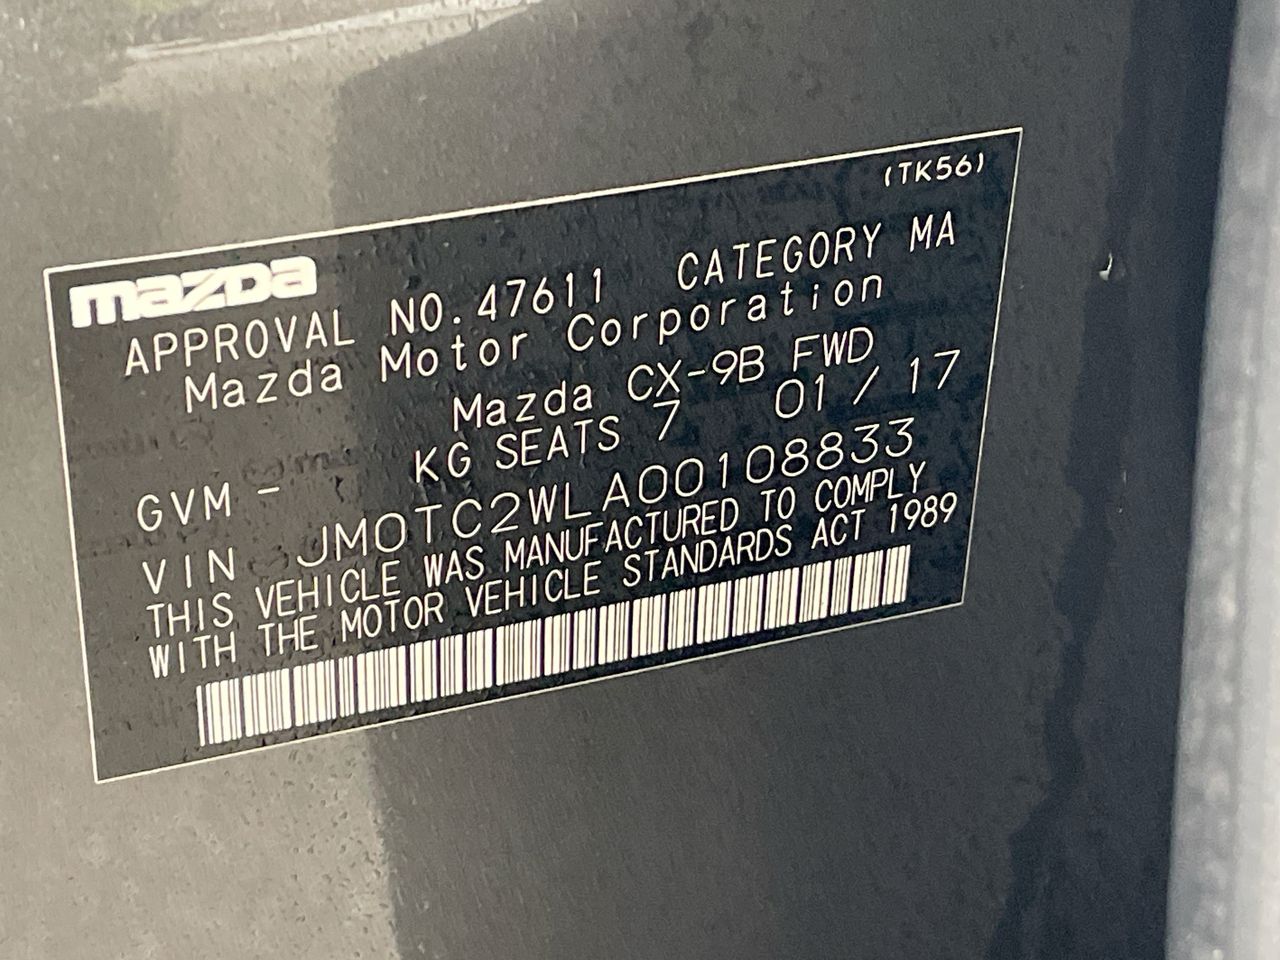 (TK56)
mazda
APPROVAL NO. 47611 CATEGORY MA
Mazda Motor Corporation
Mazda CX-9B FWD
GVM - KG SEATS 7 01 / 17
VIN JM0TC2WLA00108833
THIS VEHICLE WAS MANUFACTURED TO COMPLY
WITH THE MOTOR VEHICLE STANDARDS ACT 1989